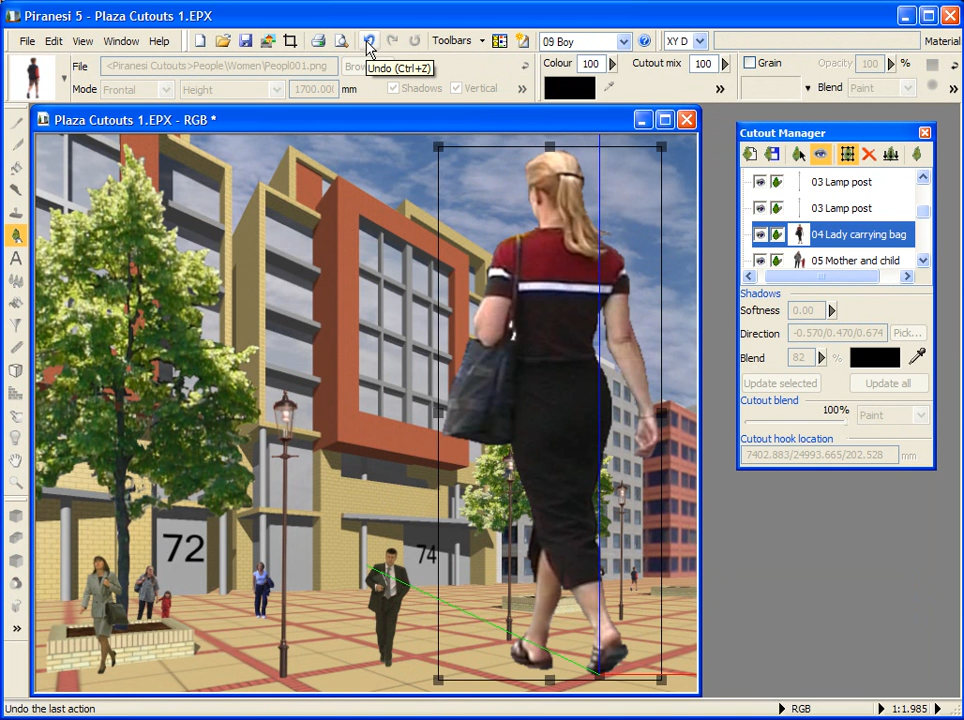 Piranesi 5 - Plaza Cutouts 1.EPX
File Edit View Window Help Toolbars 09 Boy XY D Material
File <Piranesi Cutouts>People\Women\Peopl001.png Brow Undo (Ctrl+Z) Colour 100 Cutout mix 100 Grain Opacity 100 %
Mode Frontal Height 1700.000 mm Shadows Vertical Blend Paint
Plaza Cutouts 1.EPX - RGB *
72
74
Cutout Manager
03 Lamp post
03 Lamp post
04 Lady carrying bag
05 Mother and child
Shadows
Softness 0.00
Direction -0.570/0.470/0.674 Pick...
Blend 82 %
Update selected Update all
Cutout blend
100% Paint
Cutout hook location
7402.883/24993.665/202.528 mm
Undo the last action RGB 1:1.985